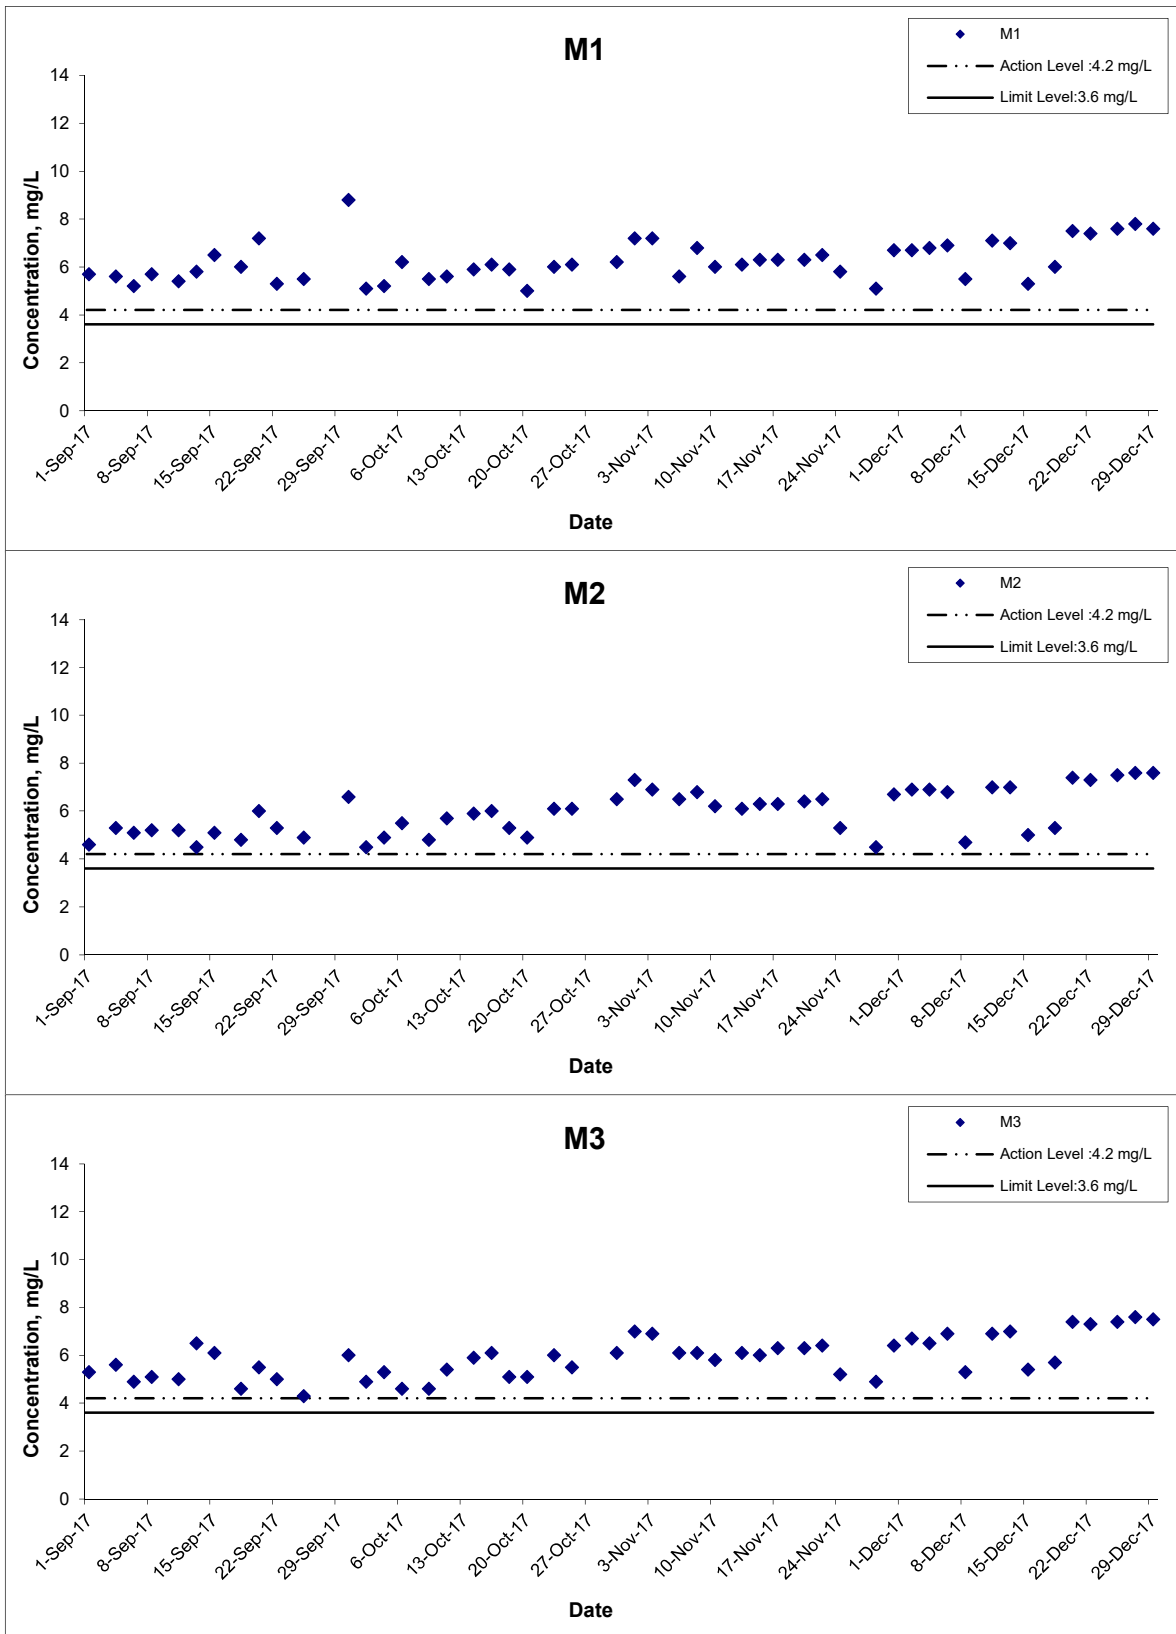 M1
M1
Action Level :4.2 mg/L
Limit Level:3.6 mg/L
Concentration, mg/L
14
12
10
8
6
4
2
0
1-Sep-17
8-Sep-17
15-Sep-17
22-Sep-17
29-Sep-17
6-Oct-17
13-Oct-17
20-Oct-17
27-Oct-17
3-Nov-17
10-Nov-17
17-Nov-17
24-Nov-17
1-Dec-17
8-Dec-17
15-Dec-17
22-Dec-17
29-Dec-17
Date
M2
M2
Action Level :4.2 mg/L
Limit Level:3.6 mg/L
Concentration, mg/L
14
12
10
8
6
4
2
0
1-Sep-17
8-Sep-17
15-Sep-17
22-Sep-17
29-Sep-17
6-Oct-17
13-Oct-17
20-Oct-17
27-Oct-17
3-Nov-17
10-Nov-17
17-Nov-17
24-Nov-17
1-Dec-17
8-Dec-17
15-Dec-17
22-Dec-17
29-Dec-17
Date
M3
M3
Action Level :4.2 mg/L
Limit Level:3.6 mg/L
Concentration, mg/L
14
12
10
8
6
4
2
0
1-Sep-17
8-Sep-17
15-Sep-17
22-Sep-17
29-Sep-17
6-Oct-17
13-Oct-17
20-Oct-17
27-Oct-17
3-Nov-17
10-Nov-17
17-Nov-17
24-Nov-17
1-Dec-17
8-Dec-17
15-Dec-17
22-Dec-17
29-Dec-17
Date